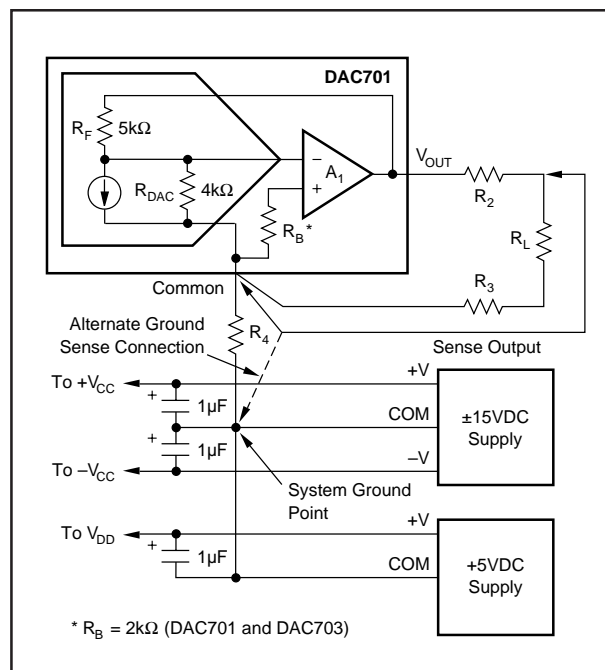 DAC701
R_F 5kΩ
R_DAC 4kΩ
−
A_1
+
R_B*
V_OUT
R_2
R_L
R_3
Common
Alternate Ground
Sense Connection
R_4
Sense Output
To +V_CC
+ 1µF
+ 1µF
To −V_CC
+V
COM
−V
±15VDC
Supply
System Ground
Point
To V_DD
+ 1µF
+V
COM
+5VDC
Supply
* R_B = 2kΩ (DAC701 and DAC703)